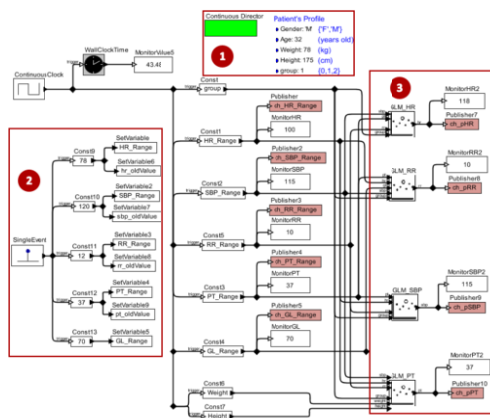 Continuous Director
1
Patient's Profile
Gender: 'M' {'F','M'}
Age: 32 (years old)
Weight: 78 (kg)
Height: 175 (cm)
group: 1 {0,1,2}
WallClockTime
MonitorValue5
43.48
ContinuousClock
trigger
Const
group
Const1
HR_Range
Publisher
ch_HR_Range
MonitorHR
100
Const2
SBP_Range
Publisher2
ch_SBP_Range
MonitorSBP
115
Const5
RR_Range
Publisher3
ch_RR_Range
MonitorRR
10
Const3
PT_Range
Publisher4
ch_PT_Range
MonitorPT
37
Const4
GL_Range
Publisher5
ch_GL_Range
MonitorGL
70
Const6
Weight
Const7
Height
2
SingleEvent
Const9
78
SetVariable
HR_Range
SetVariable6
hr_oldValue
Const10
120
SetVariable2
SBP_Range
SetVariable7
sbp_oldValue
Const11
12
SetVariable3
RR_Range
SetVariable8
rr_oldValue
Const12
37
SetVariable4
PT_Range
SetVariable9
pt_oldValue
Const13
70
SetVariable5
GL_Range
3
GLM_HR
MonitorHR2
118
Publisher7
ch_pHR
GLM_RR
MonitorRR2
10
Publisher8
ch_pRR
GLM_SBP
MonitorSBP2
115
Publisher9
ch_pSBP
GLM_PT
MonitorPT2
37
Publisher10
ch_pPT